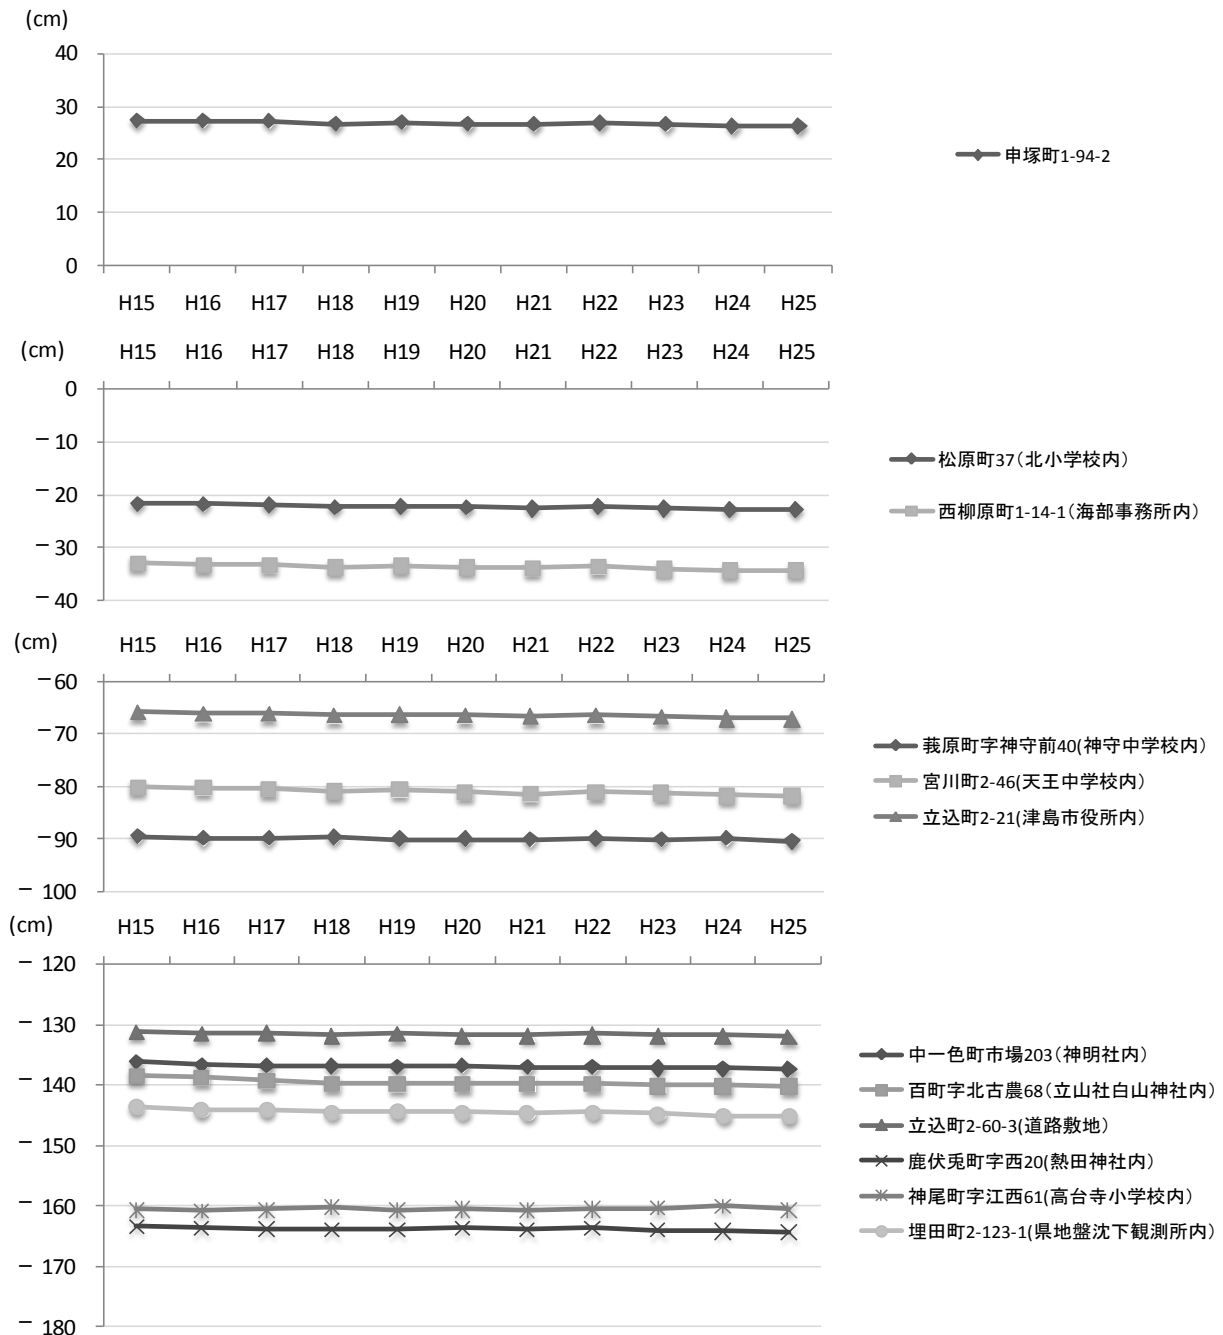 (cm)
40
30
20
10
0
H15 H16 H17 H18 H19 H20 H21 H22 H23 H24 H25
申塚町1-94-2
(cm)
H15 H16 H17 H18 H19 H20 H21 H22 H23 H24 H25
0
−10
−20
−30
−40
松原町37（北小学校内）
西柳原町1-14-1（海部事務所内）
(cm)
H15 H16 H17 H18 H19 H20 H21 H22 H23 H24 H25
−60
−70
−80
−90
−100
莪原町字神守前40(神守中学校内）
宮川町2-46(天王中学校内）
立込町2-21(津島市役所内）
(cm)
H15 H16 H17 H18 H19 H20 H21 H22 H23 H24 H25
−120
−130
−140
−150
−160
−170
−180
中一色町市場203（神明社内）
百町字北古農68（立山社白山神社内）
立込町2-60-3(道路敷地）
鹿伏兎町字西20(熱田神社内）
神尾町字江西61(高台寺小学校内）
埋田町2-123-1(県地盤沈下観測所内）